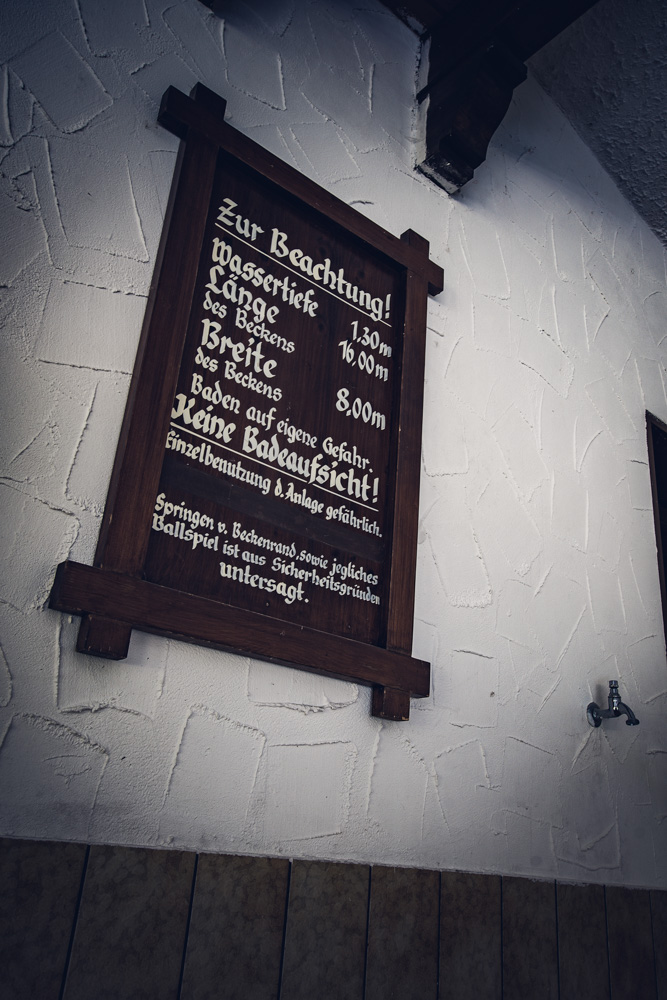 Zur Beachtung!
Wassertiefe 1,30m
Länge 16,00m
des Beckens
Breite
des Beckens 8,00m
Baden auf eigene Gefahr.
Keine Badeaufsicht!
Einzelbenutzung d. Anlage gefährlich.
Springen v. Beckenrand, sowie jegliches
Ballspiel ist aus Sicherheitsgründen
untersagt.